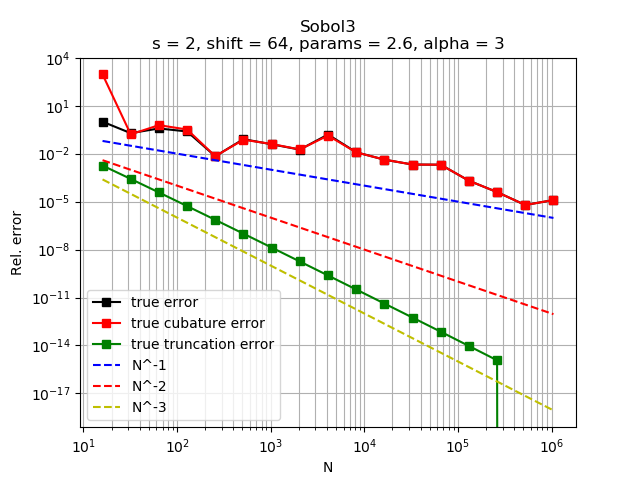 Sobol3
s = 2, shift = 64, params = 2.6, alpha = 3
10^4
10^1
10^-2
10^-5
10^-8
10^-11
10^-14
10^-17
Rel. error
true error
true cubature error
true truncation error
N^-1
N^-2
N^-3
10^1 10^2 10^3 10^4 10^5 10^6
N